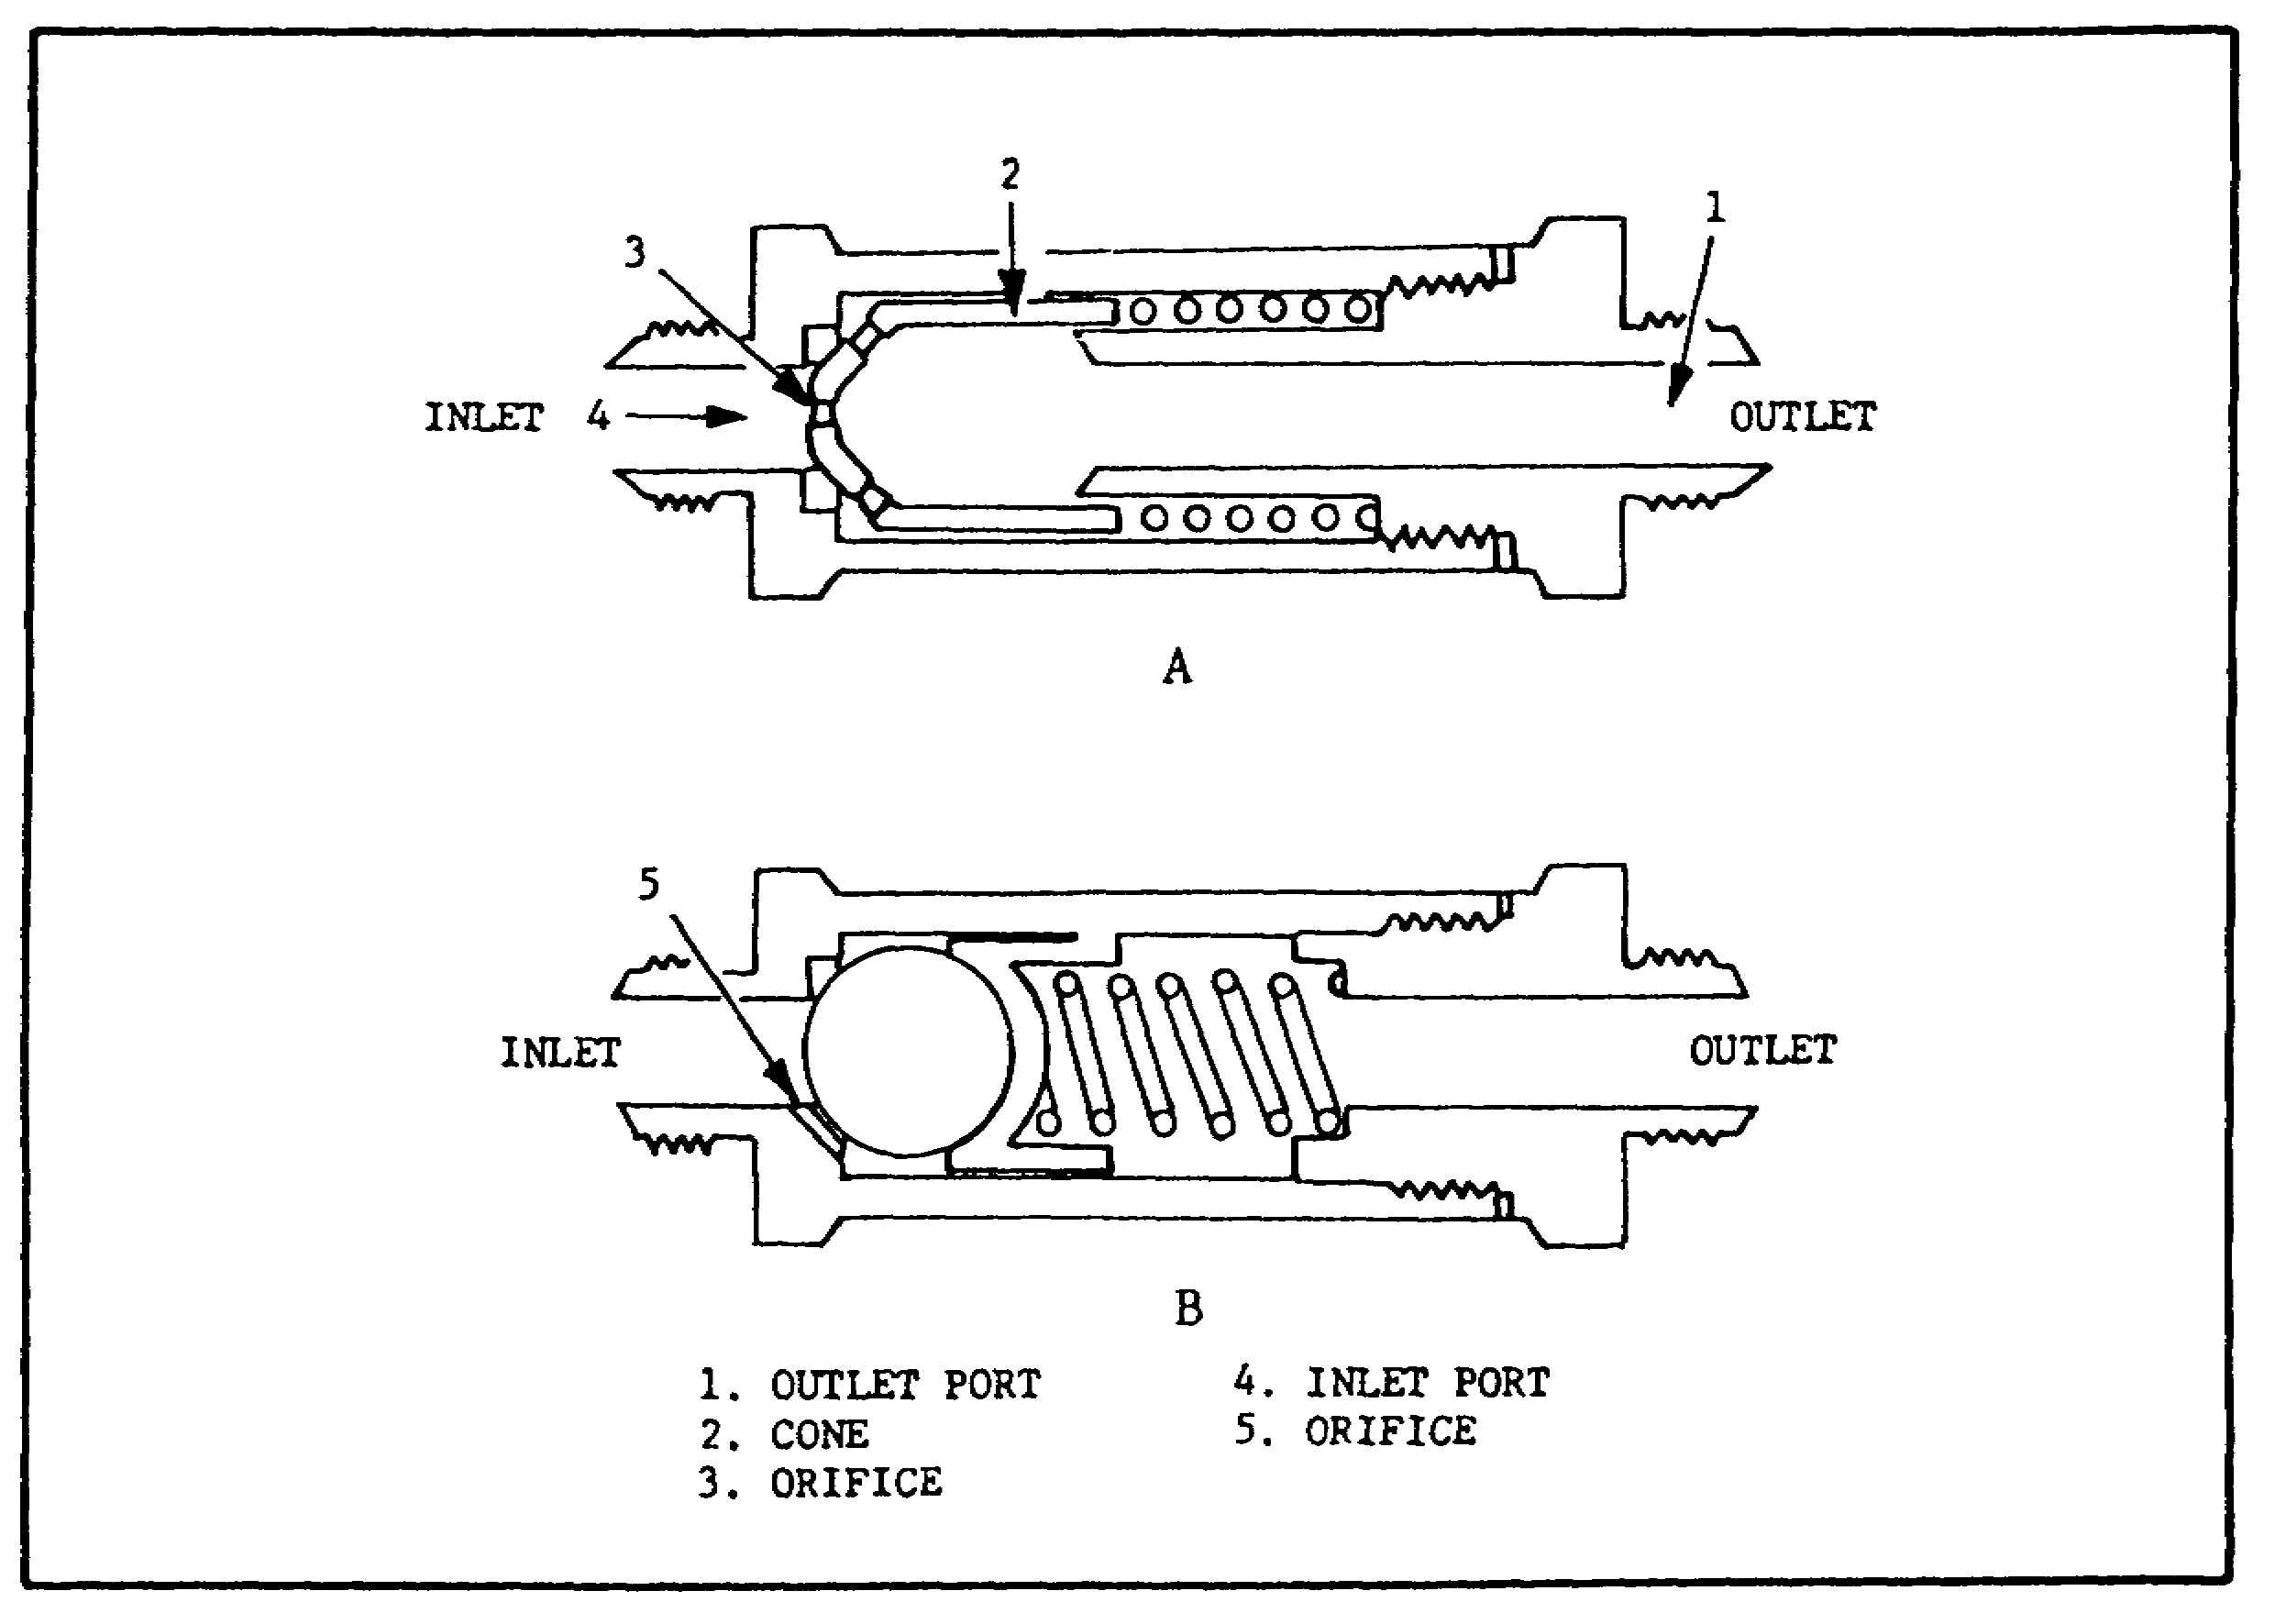 2
1
3
INLET 4
OUTLET
A
5
INLET
OUTLET
B
1. OUTLET PORT
2. CONE
3. ORIFICE
4. INLET PORT
5. ORIFICE